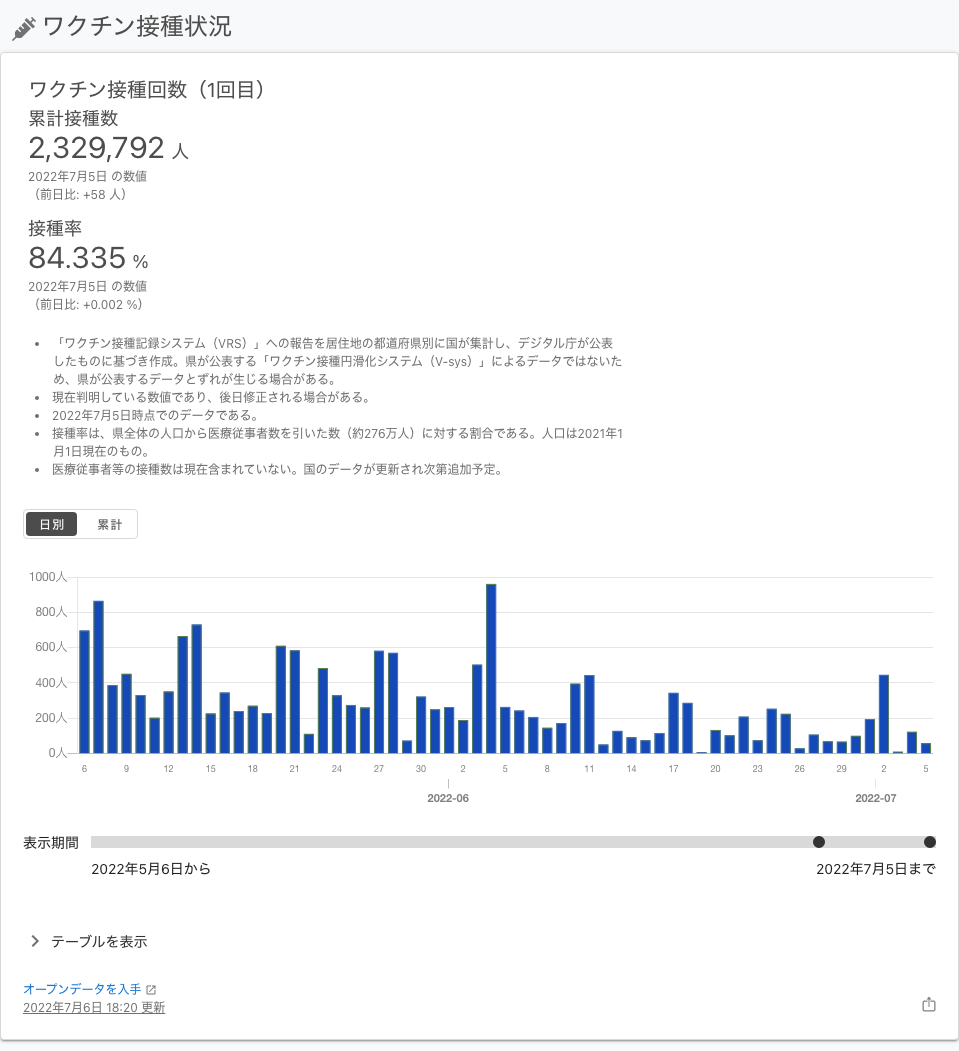 ワクチン接種状況
ワクチン接種回数（1回目）
累計接種数
2,329,792 人
2022年7月5日 の数値
（前日比: +58 人）
接種率
84.335 %
2022年7月5日 の数値
（前日比: +0.002 %）
• 「ワクチン接種記録システム（VRS）」への報告を居住地の都道府県別に国が集計し、デジタル庁が公表
したものに基づき作成。県が公表する「ワクチン接種円滑化システム（V-sys）」によるデータではないた
め、県が公表するデータとずれが生じる場合がある。
• 現在判明している数値であり、後日修正される場合がある。
• 2022年7月5日時点でのデータである。
• 接種率は、県全体の人口から医療従事者数を引いた数（約276万人）に対する割合である。人口は2021年1
月1日現在のもの。
• 医療従事者等の接種数は現在含まれていない。国のデータが更新され次第追加予定。
日別 累計
1000人
800人
600人
400人
200人
0人
6 9 12 15 18 21 24 27 30 2 5 8 11 14 17 20 23 26 29 2 5
2022-06 2022-07
表示期間
2022年5月6日から 2022年7月5日まで
テーブルを表示
オープンデータを入手
2022年7月6日 18:20 更新